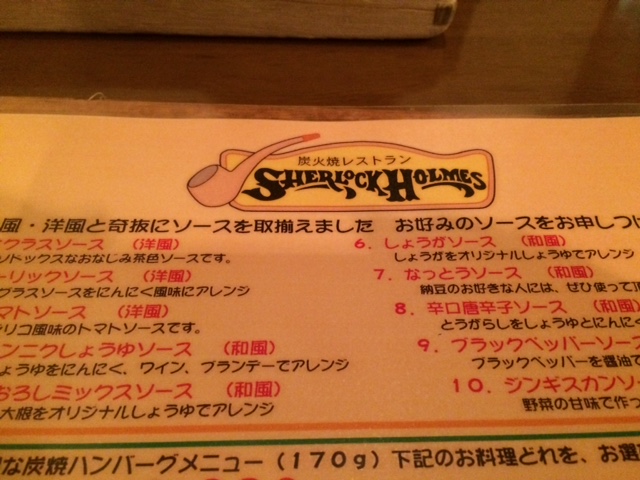 炭火焼レストラン
SHERLOCK HOLMES
風・洋風と奇抜にソースを取揃えました お好みのソースをお申しつけ
グラスソース (洋風)
ソドックスなおなじみ茶色ソースです。
ーリックソース (洋風)
グラスソースをにんにく風味にアレンジ
マトソース (洋風)
リコ風味のトマトソースです。
ンニクしょうゆソース (和風)
ょうゆをにんにく、ワイン、ブランデーでアレンジ
おろしミックスソース (和風)
大根をオリジナルしょうゆでアレンジ
6. しょうがソース (和風)
しょうがをオリジナルしょうゆでアレンジ
7. なっとうソース (和風)
納豆のお好きな人には、ぜひ使って頂
8. 辛口唐辛子ソース (和風)
とうがらしをしょうゆとにんにく
9. ブラックペッパーソース
ブラックペッパーを醤油で
10. シンギスカンソ
野菜の甘味で作っ
な炭焼ハンバーグメニュー(170g)下記のお料理どれを、お選